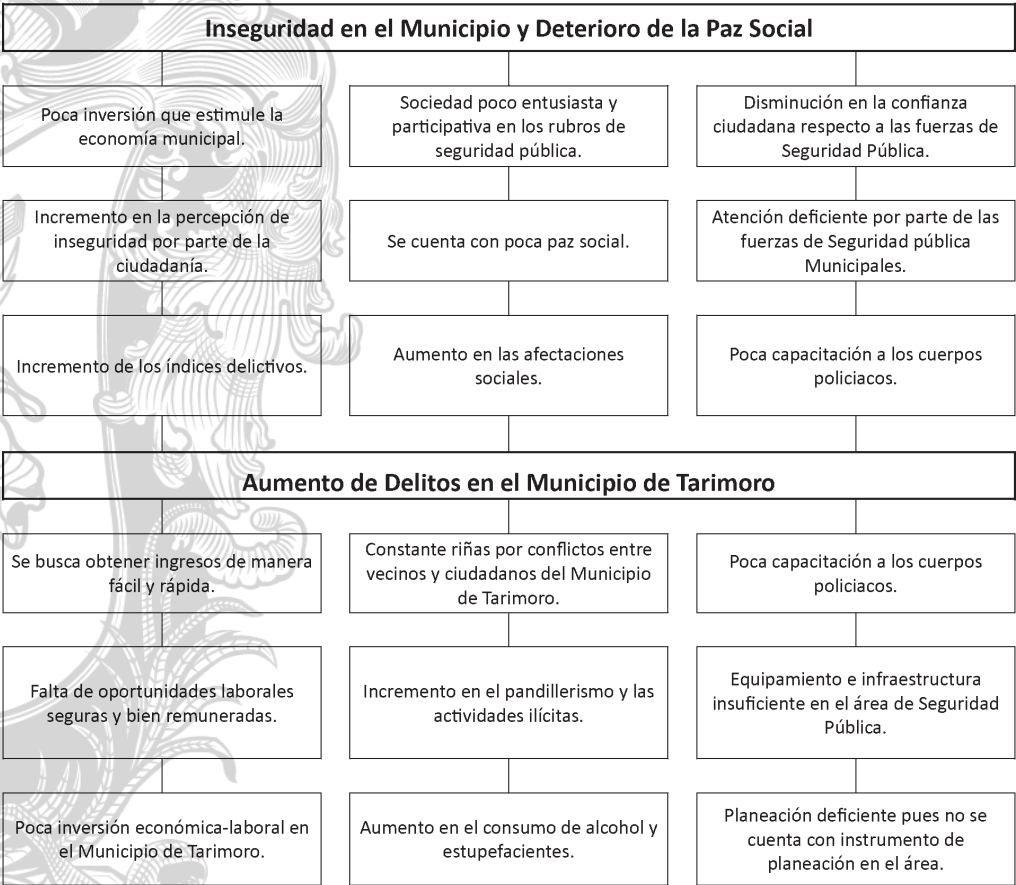 Inseguridad en el Municipio y Deterioro de la Paz Social
Poca inversión que estimule la
economía municipal.
Sociedad poco entusiasta y
participativa en los rubros de
seguridad pública.
Disminución en la confianza
ciudadana respecto a las fuerzas de
Seguridad Pública.
Incremento en la percepción de
inseguridad por parte de la
ciudadanía.
Se cuenta con poca paz social.
Atención deficiente por parte de las
fuerzas de Seguridad pública
Municipales.
Incremento de los índices delictivos.
Aumento en las afectaciones
sociales.
Poca capacitación a los cuerpos
policiacos.
Aumento de Delitos en el Municipio de Tarimoro
Se busca obtener ingresos de manera
fácil y rápida.
Constante riñas por conflictos entre
vecinos y ciudadanos del Municipio
de Tarimoro.
Poca capacitación a los cuerpos
policiacos.
Falta de oportunidades laborales
seguras y bien remuneradas.
Incremento en el pandillerismo y las
actividades ilícitas.
Equipamiento e infraestructura
insuficiente en el área de Seguridad
Pública.
Poca inversión económica-laboral en
el Municipio de Tarimoro.
Aumento en el consumo de alcohol y
estupefacientes.
Planeación deficiente pues no se
cuenta con instrumento de
planeación en el área.